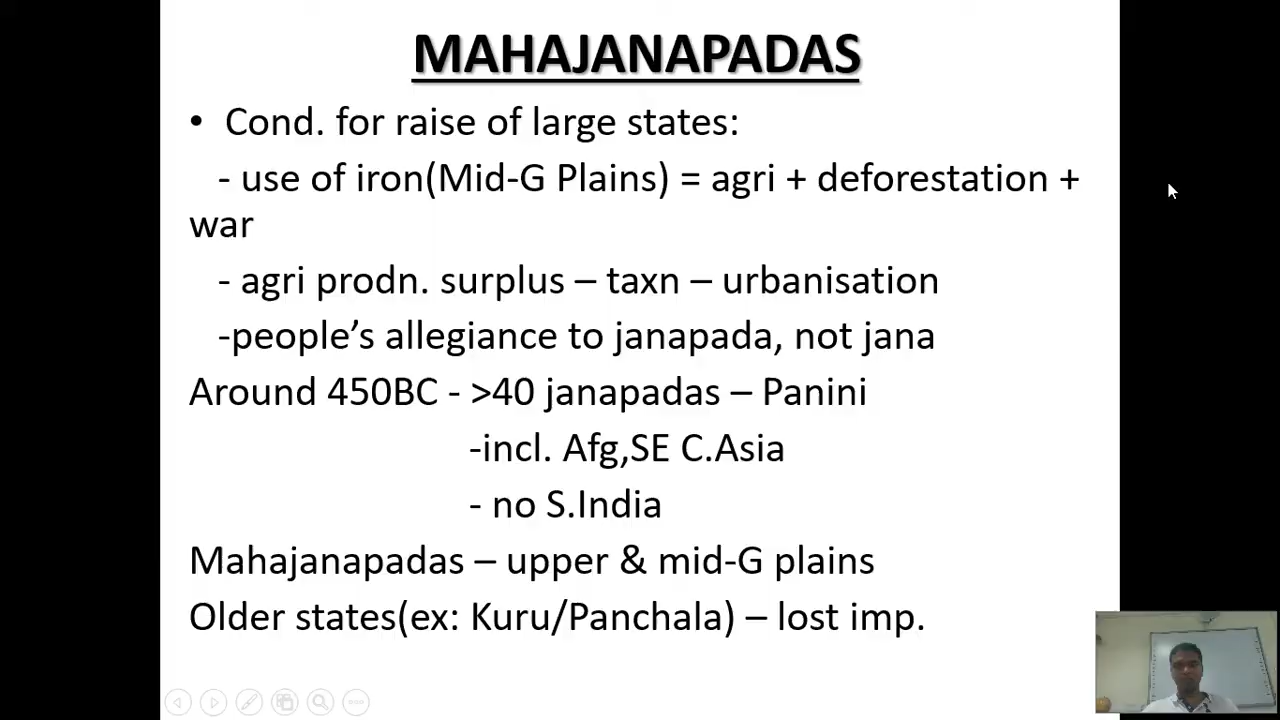 MAHAJANAPADAS
• Cond. for raise of large states:
- use of iron(Mid-G Plains) = agri + deforestation +
war
- agri prodn. surplus – taxn – urbanisation
-people’s allegiance to janapada, not jana
Around 450BC - >40 janapadas – Panini
-incl. Afg,SE C.Asia
- no S.India
Mahajanapadas – upper & mid-G plains
Older states(ex: Kuru/Panchala) – lost imp.